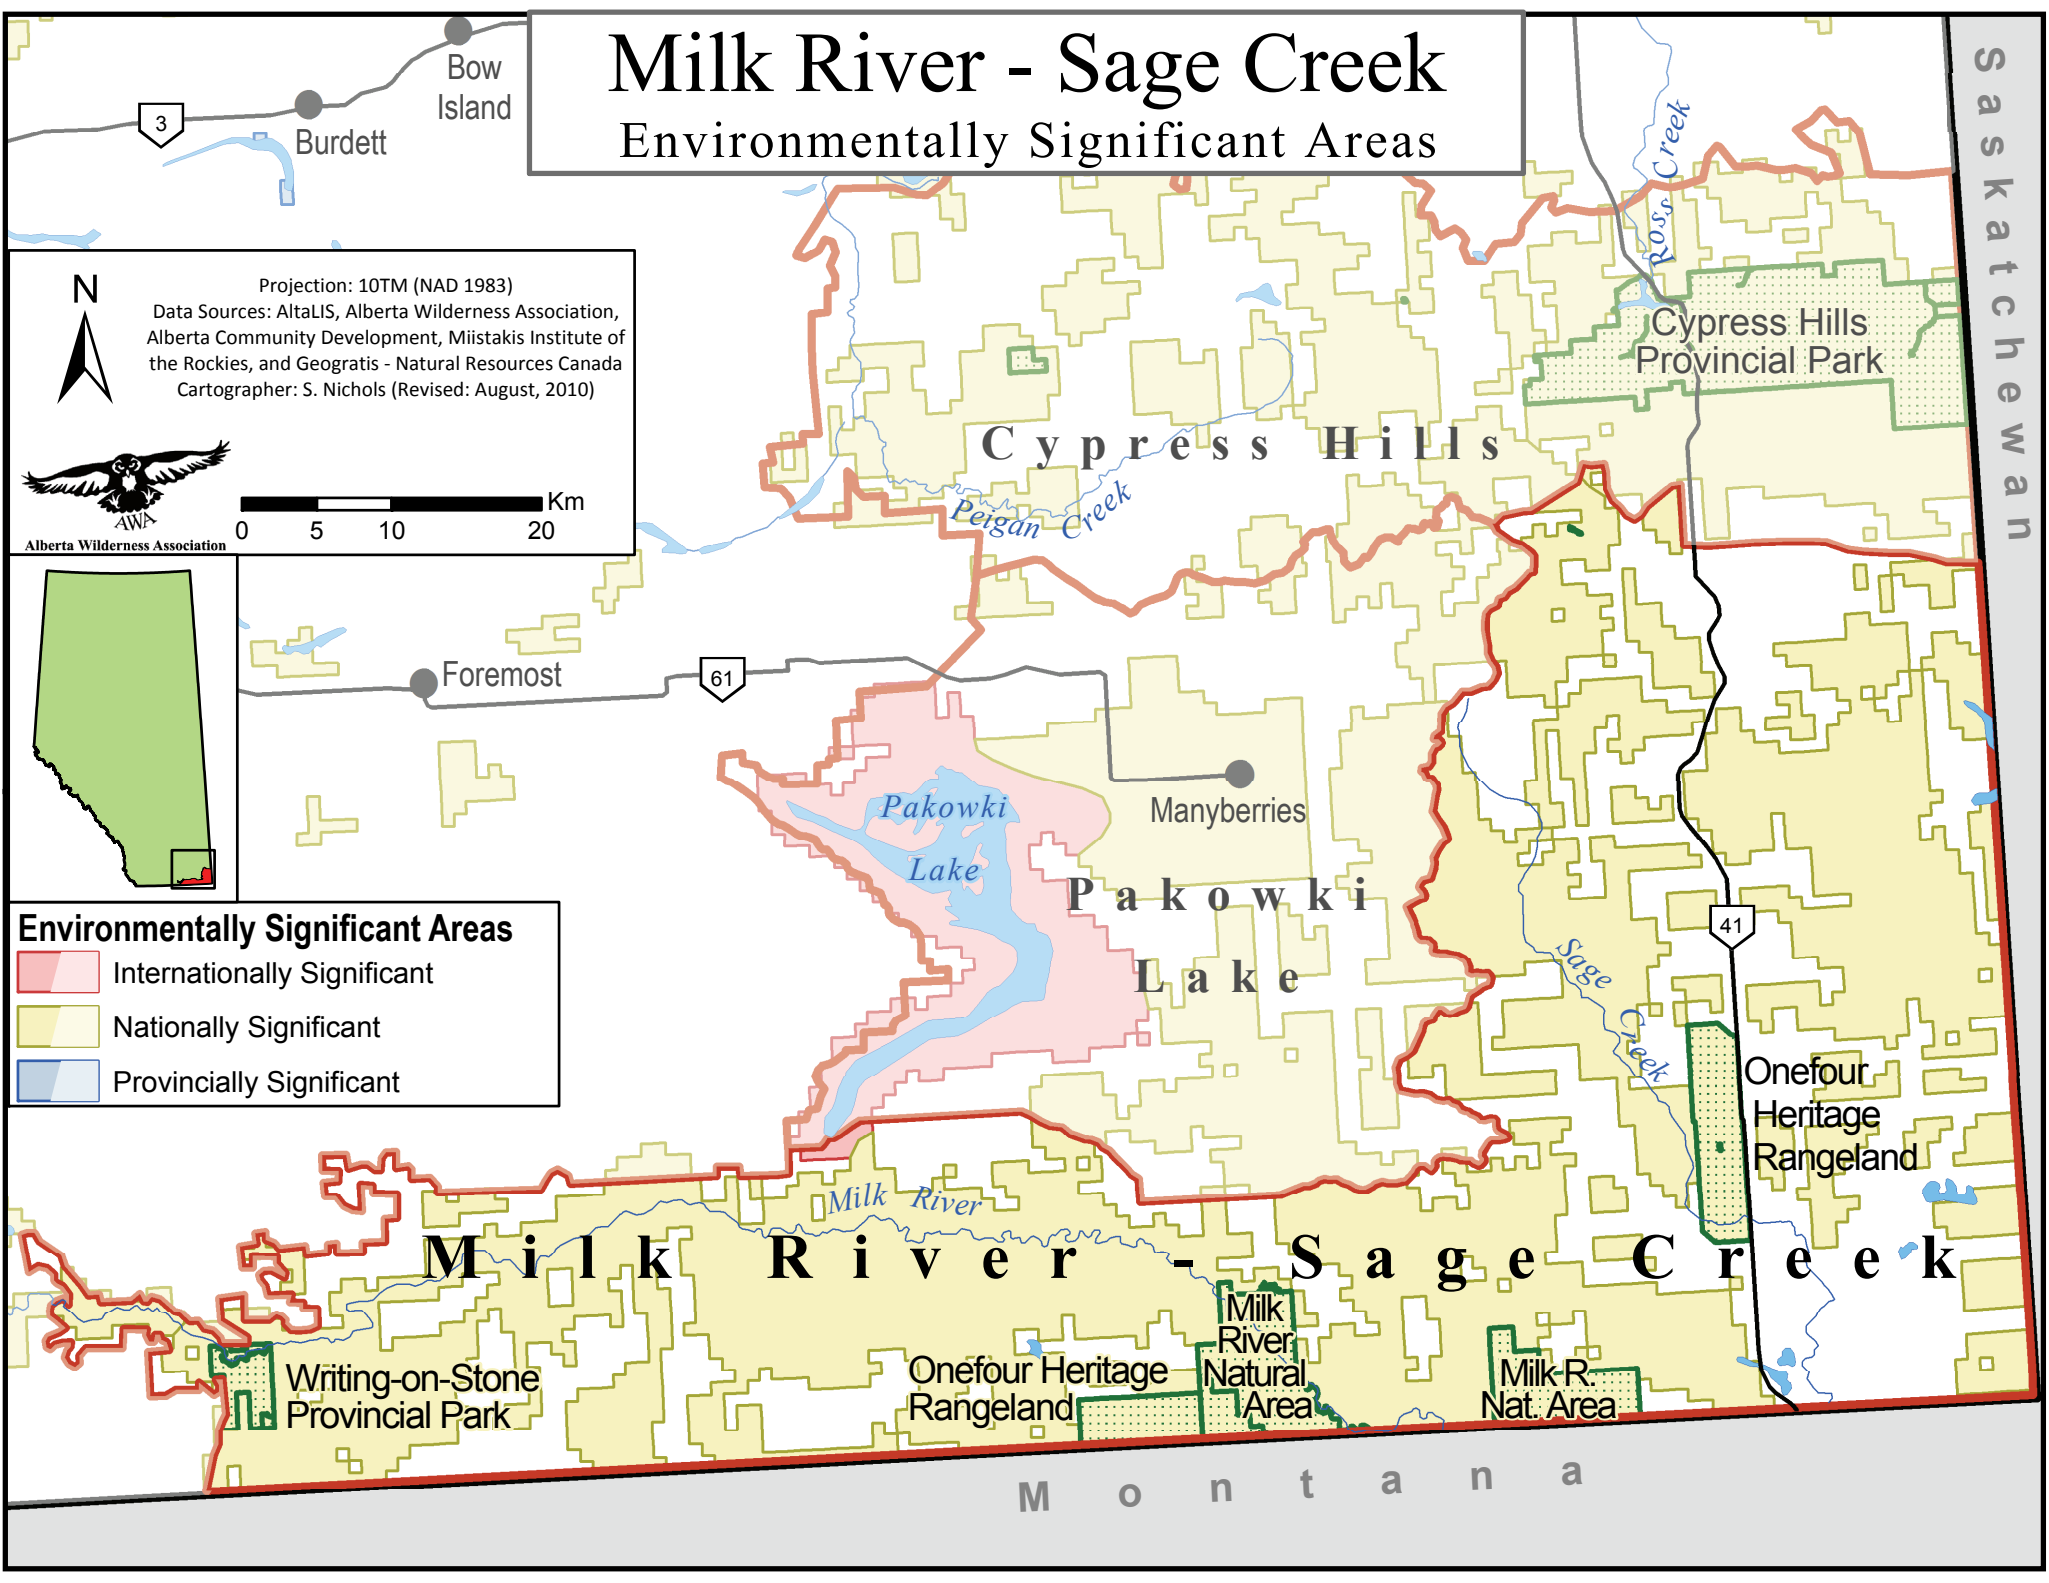 Milk River - Sage Creek
Environmentally Significant Areas
Bow
Island
3
Burdett
Ross Creek
Saskatchewan
N
Projection: 10TM (NAD 1983)
Data Sources: AltaLIS, Alberta Wilderness Association,
Alberta Community Development, Miistakis Institute of
the Rockies, and Geogratis - Natural Resources Canada
Cartographer: S. Nichols (Revised: August, 2010)
AWA
Alberta Wilderness Association
Km
0 5 10 20
Cypress Hills
Provincial Park
Cypress Hills
Peigan Creek
Foremost
61
Pakowki
Lake
Manyberries
Pakowki
Lake
41
Sage
Creek
Environmentally Significant Areas
Internationally Significant
Nationally Significant
Provincially Significant
Onefour
Heritage
Rangeland
Milk River
Milk River - Sage Creek
Writing-on-Stone
Provincial Park
Onefour Heritage
Rangeland
Milk
River
Natural
Area
Milk R.
Nat. Area
Montana